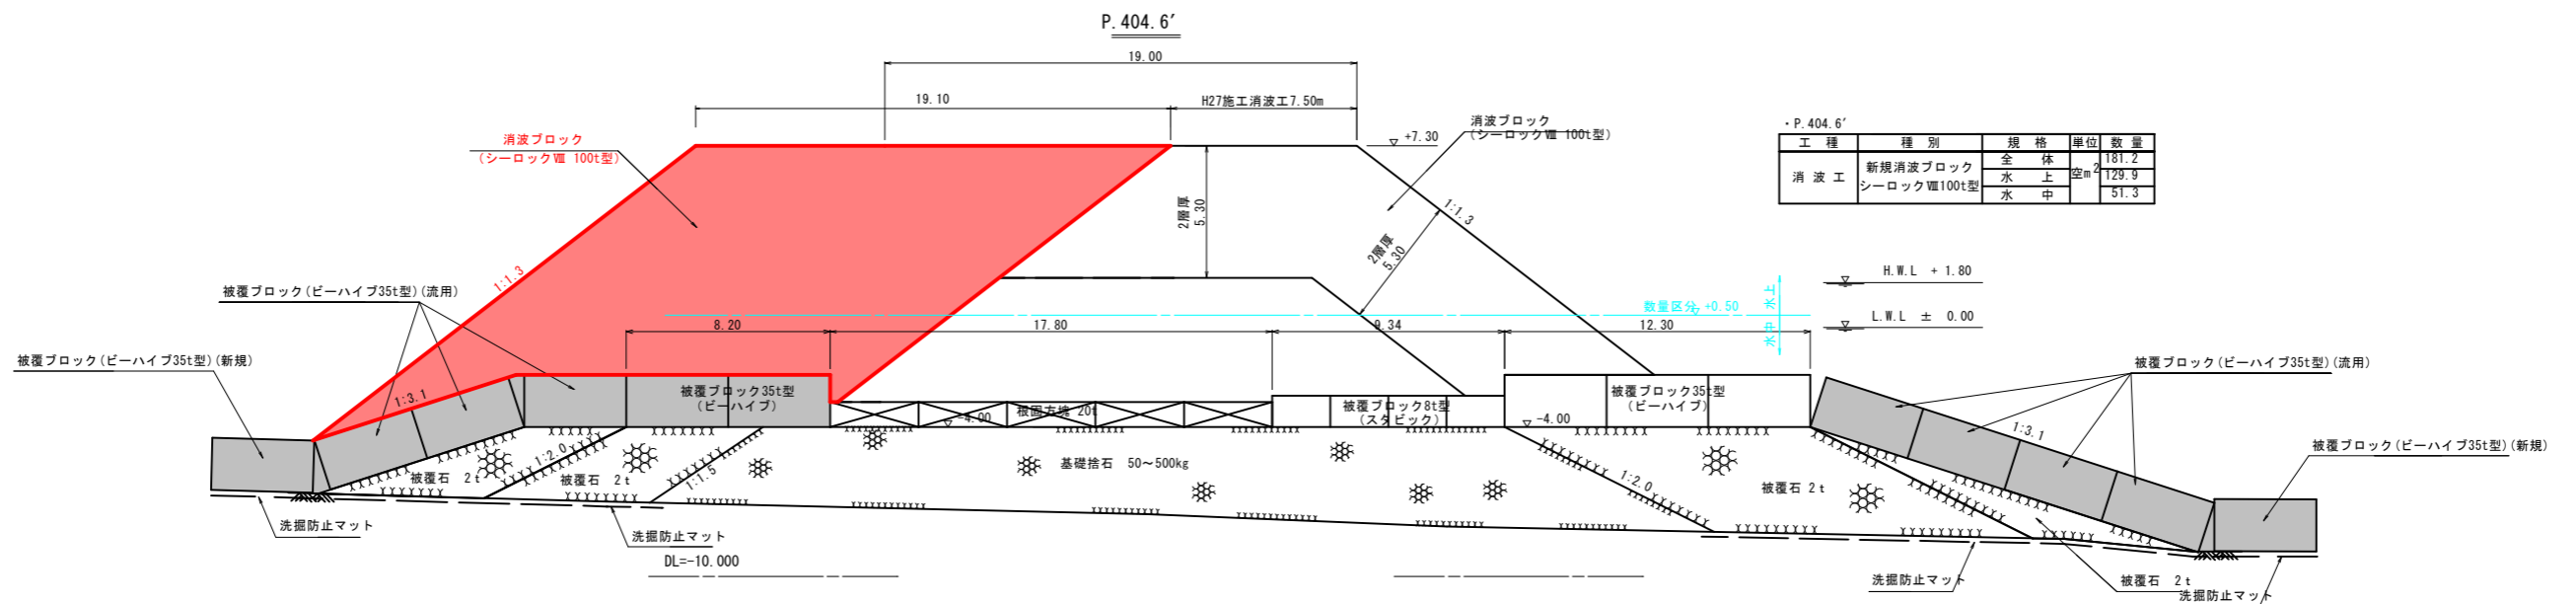 P.404.6′
19.00
19.10
H27施工消波工7.50m
消波ブロック
(シーロックⅧ 100t型)
消波ブロック
(シーロックⅧ 100t型)
+7.30
・P.404.6′
工 種 種 別 規 格 単位 数 量
消 波 工 新規消波ブロック シーロックⅧ100t型 全 体 空m2 181.2
水 上 129.9
水 中 51.3
2層厚
5.30
1:1.3
2層厚
5.30
1:1.3
H.W.L + 1.80
数量区分 +0.50
水上
水中
L.W.L ± 0.00
被覆ブロック(ビーハイブ35t型)(流用)
8.20
17.80
9.34
12.30
被覆ブロック(ビーハイブ35t型)(新規)
被覆ブロック(ビーハイブ35t型)(流用)
1:3.1
被覆ブロック35t型
(ビーハイブ)
根固方塊 20t
-4.00
被覆ブロック8t型
(スタビック)
-4.00
被覆ブロック35t型
(ビーハイブ)
1:3.1
被覆ブロック(ビーハイブ35t型)(新規)
被覆石 2t
1:2.0
被覆石 2t
1:1.5
基礎捨石 50～500kg
1:2.0
被覆石 2t
洗掘防止マット
洗掘防止マット
DL=-10.000
洗掘防止マット
被覆石 2t
洗掘防止マット